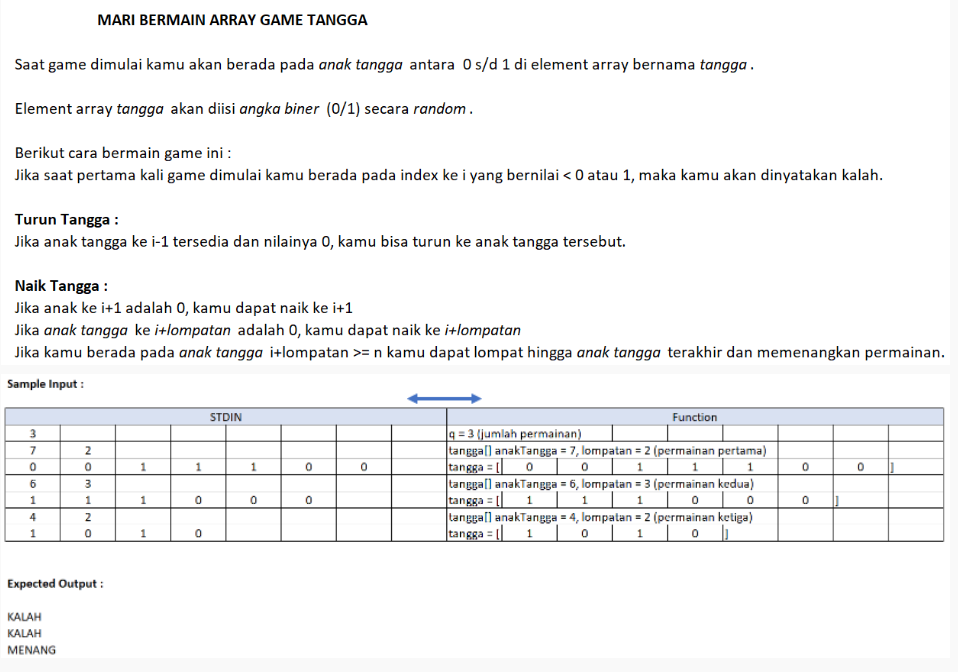 MARI BERMAIN ARRAY GAME TANGGA
Saat game dimulai kamu akan berada pada anak tangga antara 0 s/d 1 di element array bernama tangga .
Element array tangga akan diisi angka biner (0/1) secara random .
Berikut cara bermain game ini :
Jika saat pertama kali game dimulai kamu berada pada index ke i yang bernilai < 0 atau 1, maka kamu akan dinyatakan kalah.
Turun Tangga :
Jika anak tangga ke i-1 tersedia dan nilainya 0, kamu bisa turun ke anak tangga tersebut.
Naik Tangga :
Jika anak ke i+1 adalah 0, kamu dapat naik ke i+1
Jika anak tangga ke i+lompatan adalah 0, kamu dapat naik ke i+lompatan
Jika kamu berada pada anak tangga i+lompatan >= n kamu dapat lompat hingga anak tangga terakhir dan memenangkan permainan.
Sample Input :
STDIN Function
3 q = 3 (jumlah permainan)
7 2 tangga[] anakTangga = 7, lompatan = 2 (permainan pertama)
0 0 1 1 1 0 0 tangga = [ 0 0 1 1 1 0 0 ]
6 3 tangga[] anakTangga = 6, lompatan = 3 (permainan kedua)
1 1 1 0 0 0 tangga = [ 1 1 1 0 0 0 ]
4 2 tangga[] anakTangga = 4, lompatan = 2 (permainan ketiga)
1 0 1 0 tangga = [ 1 0 1 0 ]
Expected Output :
KALAH
KALAH
MENANG